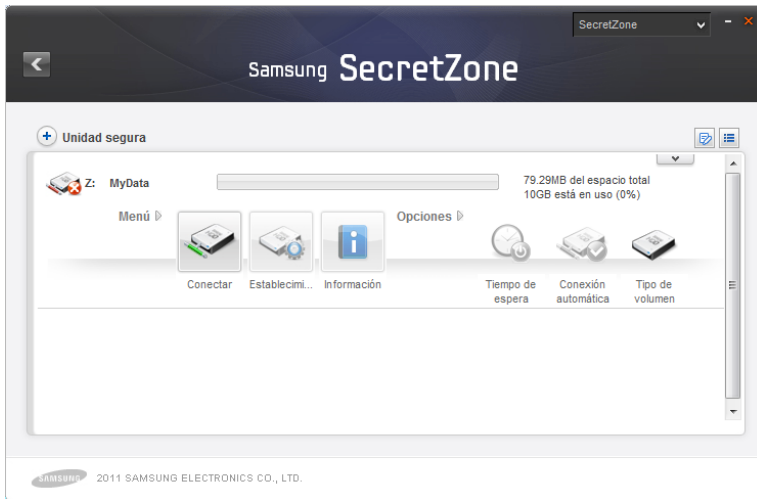 SecretZone
Samsung SecretZone
Unidad segura
Z: MyData
79.29MB del espacio total
10GB está en uso (0%)
Menú
Opciones
Conectar
Establecimi...
Información
Tiempo de
espera
Conexión
automática
Tipo de
volumen
SAMSUNG
2011 SAMSUNG ELECTRONICS CO., LTD.